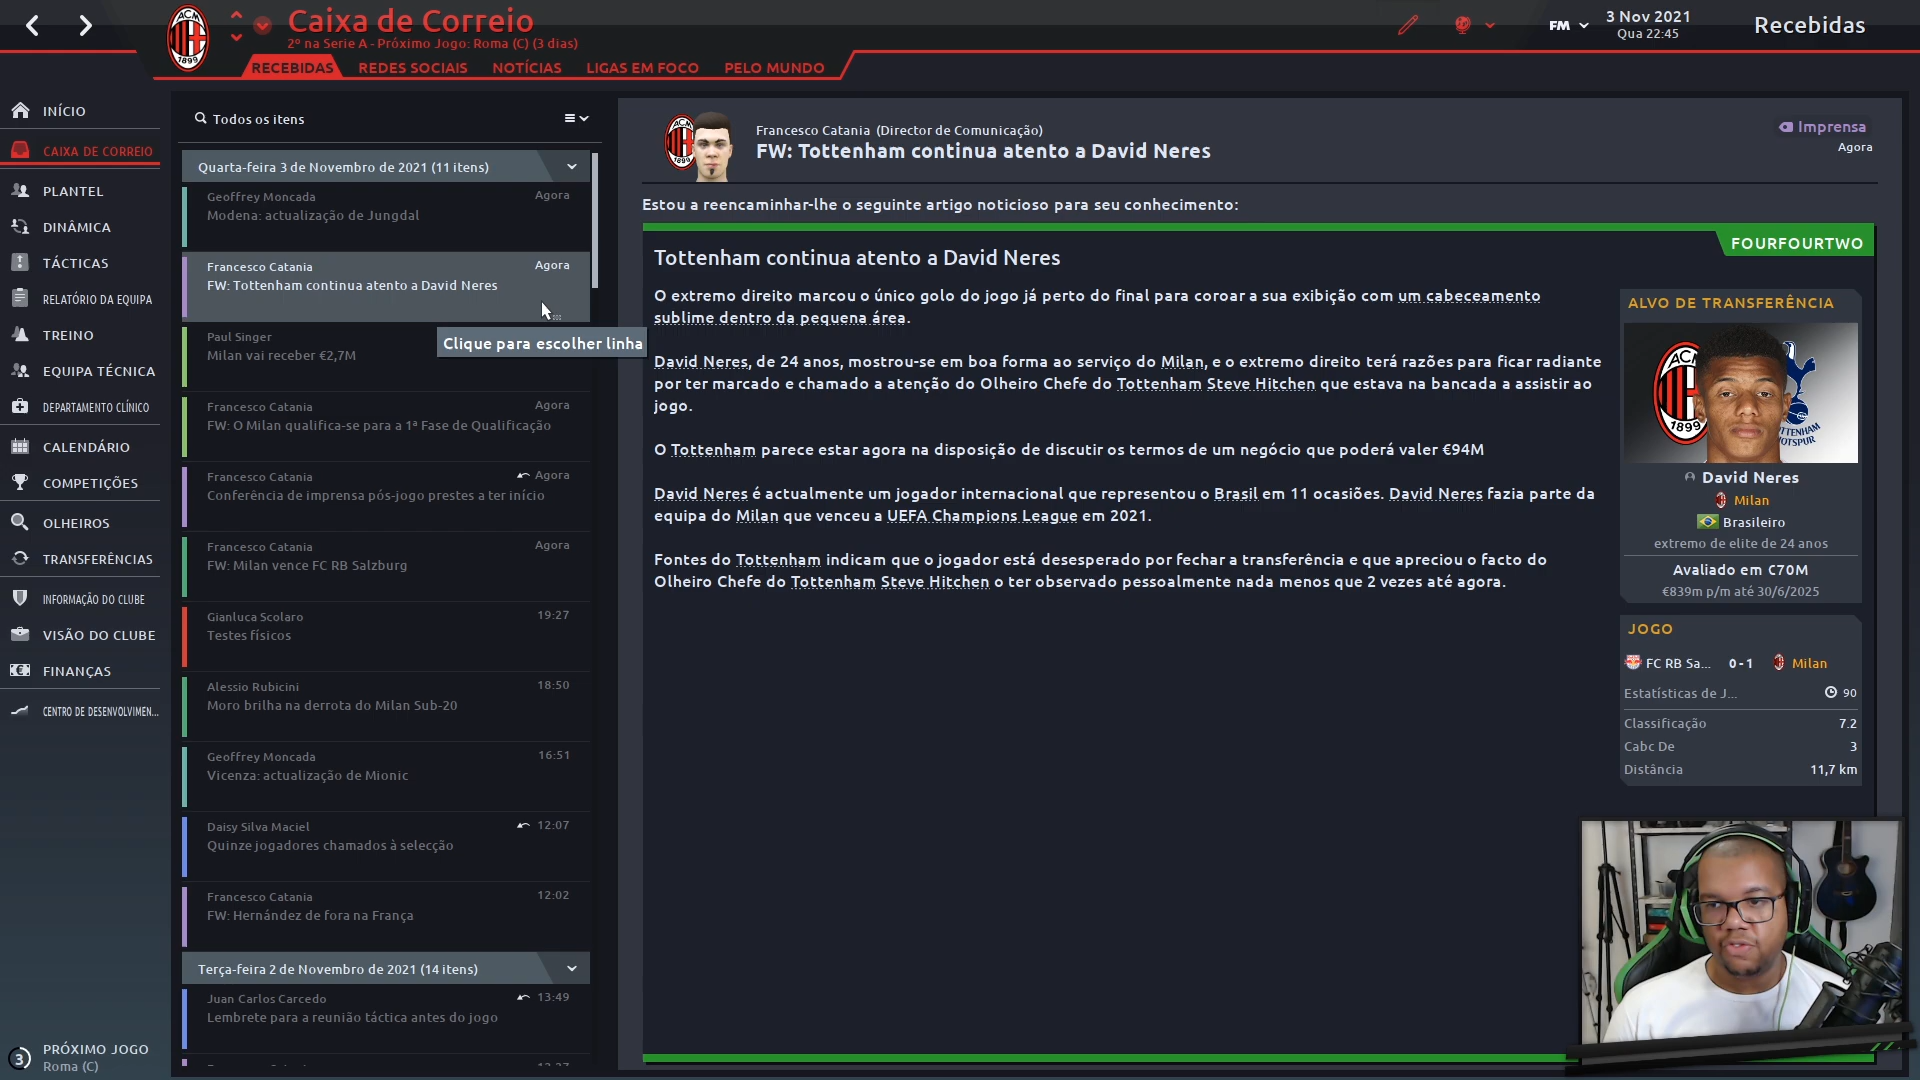 Caixa de Correio
2º na Serie A - Próximo Jogo: Roma (C) (3 dias)
FM
3 Nov 2021
Qua 22:45
Recebidas
RECEBIDAS
REDES SOCIAIS
NOTÍCIAS
LIGAS EM FOCO
PELO MUNDO
INÍCIO
CAIXA DE CORREIO
PLANTEL
DINÂMICA
TÁCTICAS
RELATÓRIO DA EQUIPA
TREINO
EQUIPA TÉCNICA
DEPARTAMENTO CLÍNICO
CALENDÁRIO
COMPETIÇÕES
OLHEIROS
TRANSFERÊNCIAS
INFORMAÇÃO DO CLUBE
VISÃO DO CLUBE
FINANÇAS
CENTRO DE DESENVOLVIMEN...
3
PRÓXIMO JOGO
Roma (C)
Todos os itens
Quarta-feira 3 de Novembro de 2021 (11 itens)
Geoffrey Moncada
Agora
Modena: actualização de Jungdal
Francesco Catania
Agora
FW: Tottenham continua atento a David Neres
Clique para escolher linha
Paul Singer
Milan vai receber €2,7M
Francesco Catania
Agora
FW: O Milan qualifica-se para a 1ª Fase de Qualificação
Francesco Catania
Agora
Conferência de imprensa pós-jogo prestes a ter início
Francesco Catania
Agora
FW: Milan vence FC RB Salzburg
Gianluca Scolaro
19:27
Testes físicos
Alessio Rubicini
18:50
Moro brilha na derrota do Milan Sub-20
Geoffrey Moncada
16:51
Vicenza: actualização de Mionic
Daisy Silva Maciel
12:07
Quinze jogadores chamados à selecção
Francesco Catania
12:02
FW: Hernández de fora na França
Terça-feira 2 de Novembro de 2021 (14 itens)
Juan Carlos Carcedo
13:49
Lembrete para a reunião táctica antes do jogo
Francesco Catania (Director de Comunicação)
FW: Tottenham continua atento a David Neres
Imprensa
Agora
Estou a reencaminhar-lhe o seguinte artigo noticioso para seu conhecimento:
FOURFOURTWO
Tottenham continua atento a David Neres
O extremo direito marcou o único golo do jogo já perto do final para coroar a sua exibição com um cabeceamento
sublime dentro da pequena área.
David Neres, de 24 anos, mostrou-se em boa forma ao serviço do Milan, e o extremo direito terá razões para ficar radiante
por ter marcado e chamado a atenção do Olheiro Chefe do Tottenham Steve Hitchen que estava na bancada a assistir ao
jogo.
O Tottenham parece estar agora na disposição de discutir os termos de um negócio que poderá valer €94M
David Neres é actualmente um jogador internacional que representou o Brasil em 11 ocasiões. David Neres fazia parte da
equipa do Milan que venceu a UEFA Champions League em 2021.
Fontes do Tottenham indicam que o jogador está desesperado por fechar a transferência e que apreciou o facto do
Olheiro Chefe do Tottenham Steve Hitchen o ter observado pessoalmente nada menos que 2 vezes até agora.
ALVO DE TRANSFERÊNCIA
David Neres
Milan
Brasileiro
extremo de elite de 24 anos
Avaliado em €70M
€839m p/m até 30/6/2025
JOGO
FC RB Sa... 0 - 1 Milan
Estatísticas de J... 90
Classificação 7.2
Cabc De 3
Distância 11,7 km